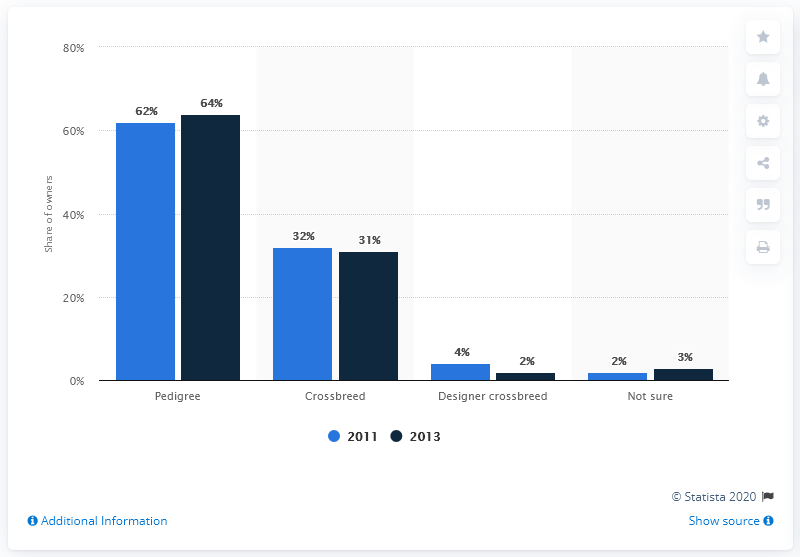 80%
60%
40%
20%
0%
Share of owners
62%
64%
32%
31%
4%
2%
2%
3%
Pedigree
Crossbreed
Designer crossbreed
Not sure
2011
2013
© Statista 2020
Additional Information
Show source